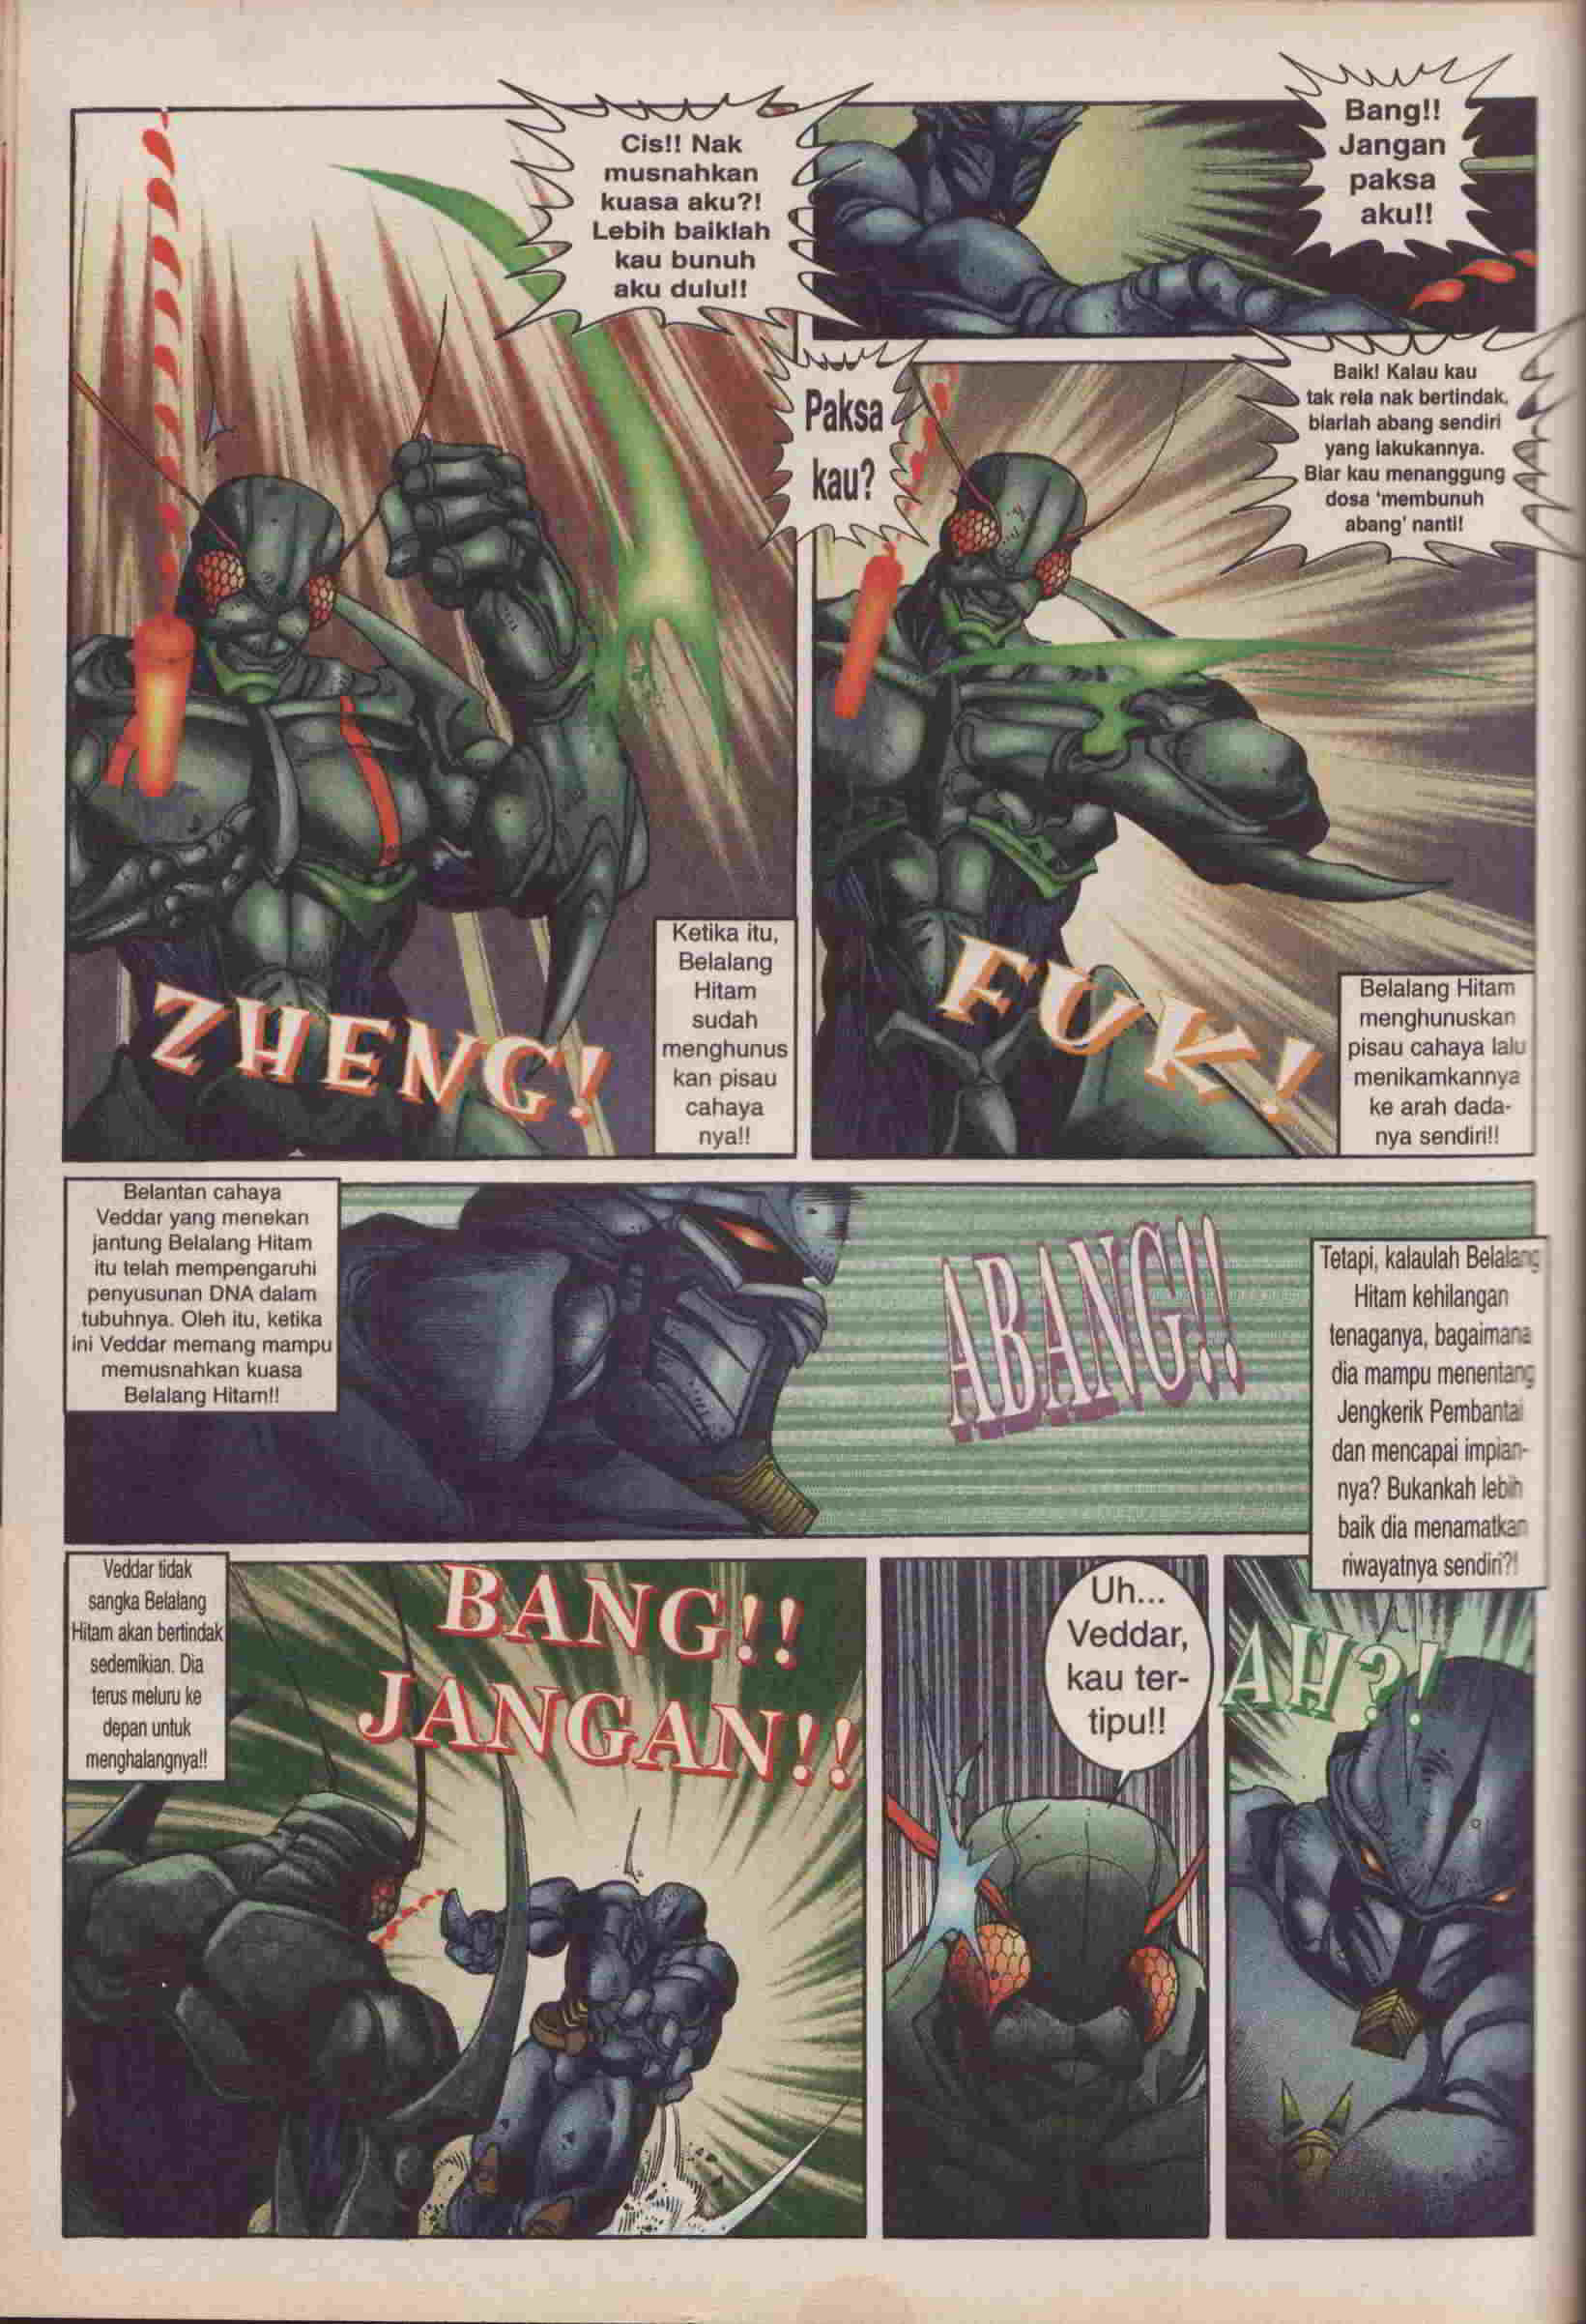 Cis!! Nak
musnahkan
kuasa aku?!
Lebih baiklah
kau bunuh
aku dulu!!
Bang!!
Jangan
paksa
aku!!
Paksa
kau?
Baik! Kalau kau
tak rela nak bertindak,
biarlah abang sendiri
yang lakukannya.
Biar kau menanggung
dosa ‘membunuh
abang’ nanti!
ZHENG!
Ketika itu,
Belalang
Hitam
sudah
menghunus
kan pisau
cahaya
nya!!
FUK!
Belalang Hitam
menghunuskan
pisau cahaya lalu
menikamkannya
ke arah dada-
nya sendiri!!
Belantan cahaya
Veddar yang menekan
jantung Belalang Hitam
itu telah mempengaruhi
penyusunan DNA dalam
tubuhnya. Oleh itu, ketika
ini Veddar memang mampu
memusnahkan kuasa
Belalang Hitam!!
ABANG!!
Tetapi, kalaulah Belalang
Hitam kehilangan
tenaganya, bagaimana
dia mampu menentang
Jengkerik Pembantai
dan mencapai impian-
nya? Bukankah lebih
baik dia menamatkan
riwayatnya sendiri?!
Veddar tidak
sangka Belalang
Hitam akan bertindak
sedemikian. Dia
terus meluru ke
depan untuk
menghalangnya!!
BANG!!
JANGAN!!
Uh...
Veddar,
kau ter-
tipu!!
AH?!